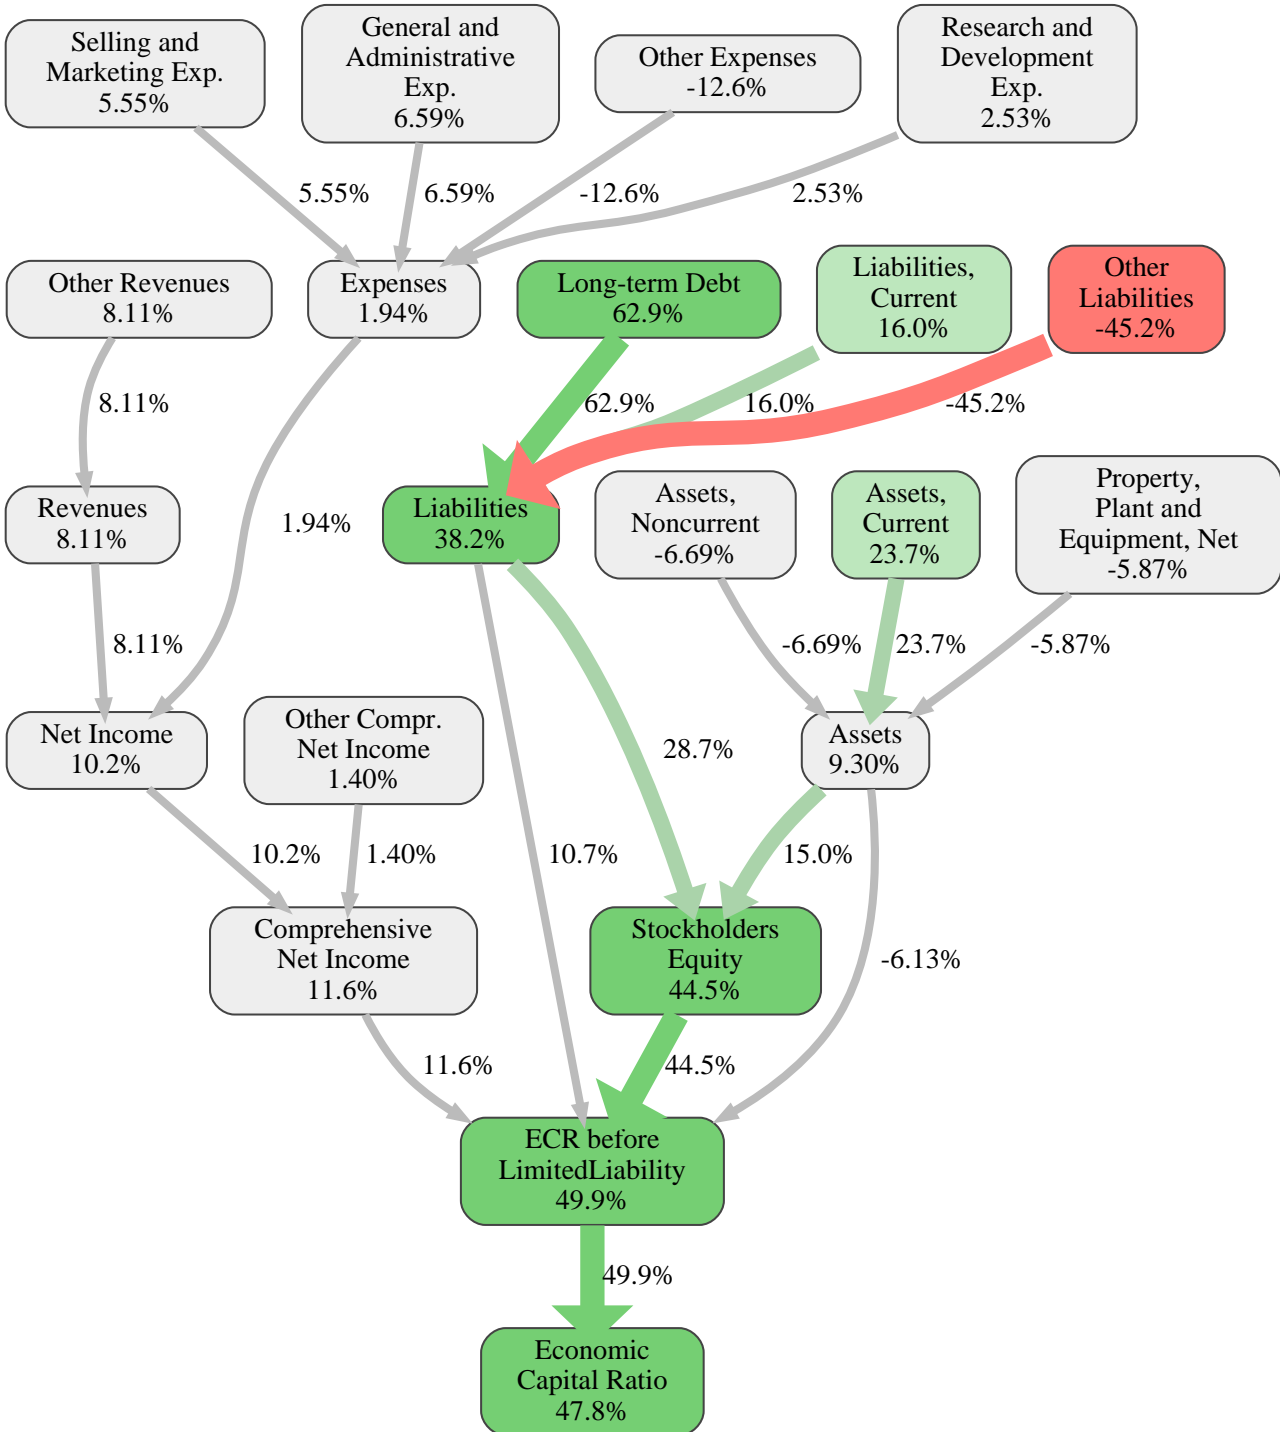 Selling and
Marketing Exp.
5.55%
General and
Administrative
Exp.
6.59%
Other Expenses
-12.6%
Research and
Development
Exp.
2.53%
5.55%
6.59%
-12.6%
2.53%
Other Revenues
8.11%
Expenses
1.94%
Long-term Debt
62.9%
Liabilities,
Current
16.0%
Other
Liabilities
-45.2%
8.11%
62.9%
16.0%
-45.2%
Revenues
8.11%
1.94%
Liabilities
38.2%
Assets,
Noncurrent
-6.69%
Assets,
Current
23.7%
Property,
Plant and
Equipment, Net
-5.87%
8.11%
-6.69%
23.7%
-5.87%
Net Income
10.2%
Other Compr.
Net Income
1.40%
28.7%
Assets
9.30%
10.2%
1.40%
10.7%
15.0%
Comprehensive
Net Income
11.6%
Stockholders
Equity
44.5%
-6.13%
11.6%
44.5%
ECR before
LimitedLiability
49.9%
49.9%
Economic
Capital Ratio
47.8%